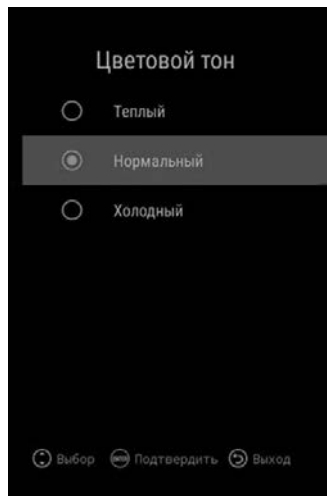 Цветовой тон
Теплый
Нормальный
Холодный
Выбор Подтвердить Выход